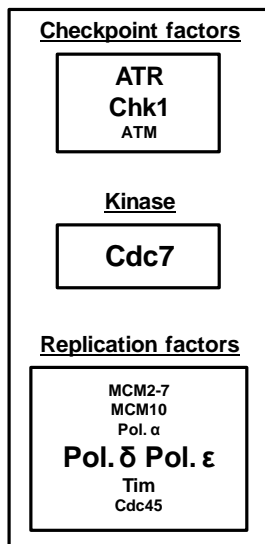 Checkpoint factors
ATR
Chk1
ATM
Kinase
Cdc7
Replication factors
MCM2-7
MCM10
Pol. α
Pol. δ Pol. ε
Tim
Cdc45